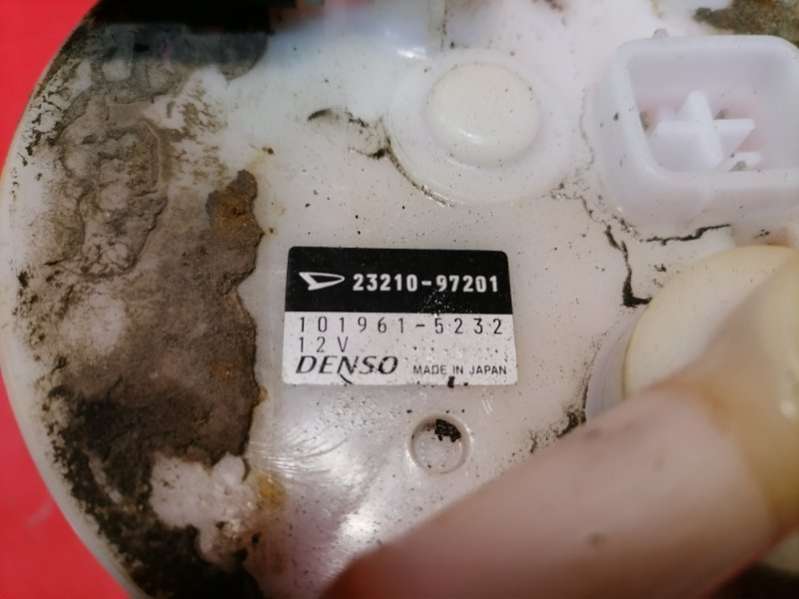 23210-97201
101961-5232
12V
DENSO MADE IN JAPAN